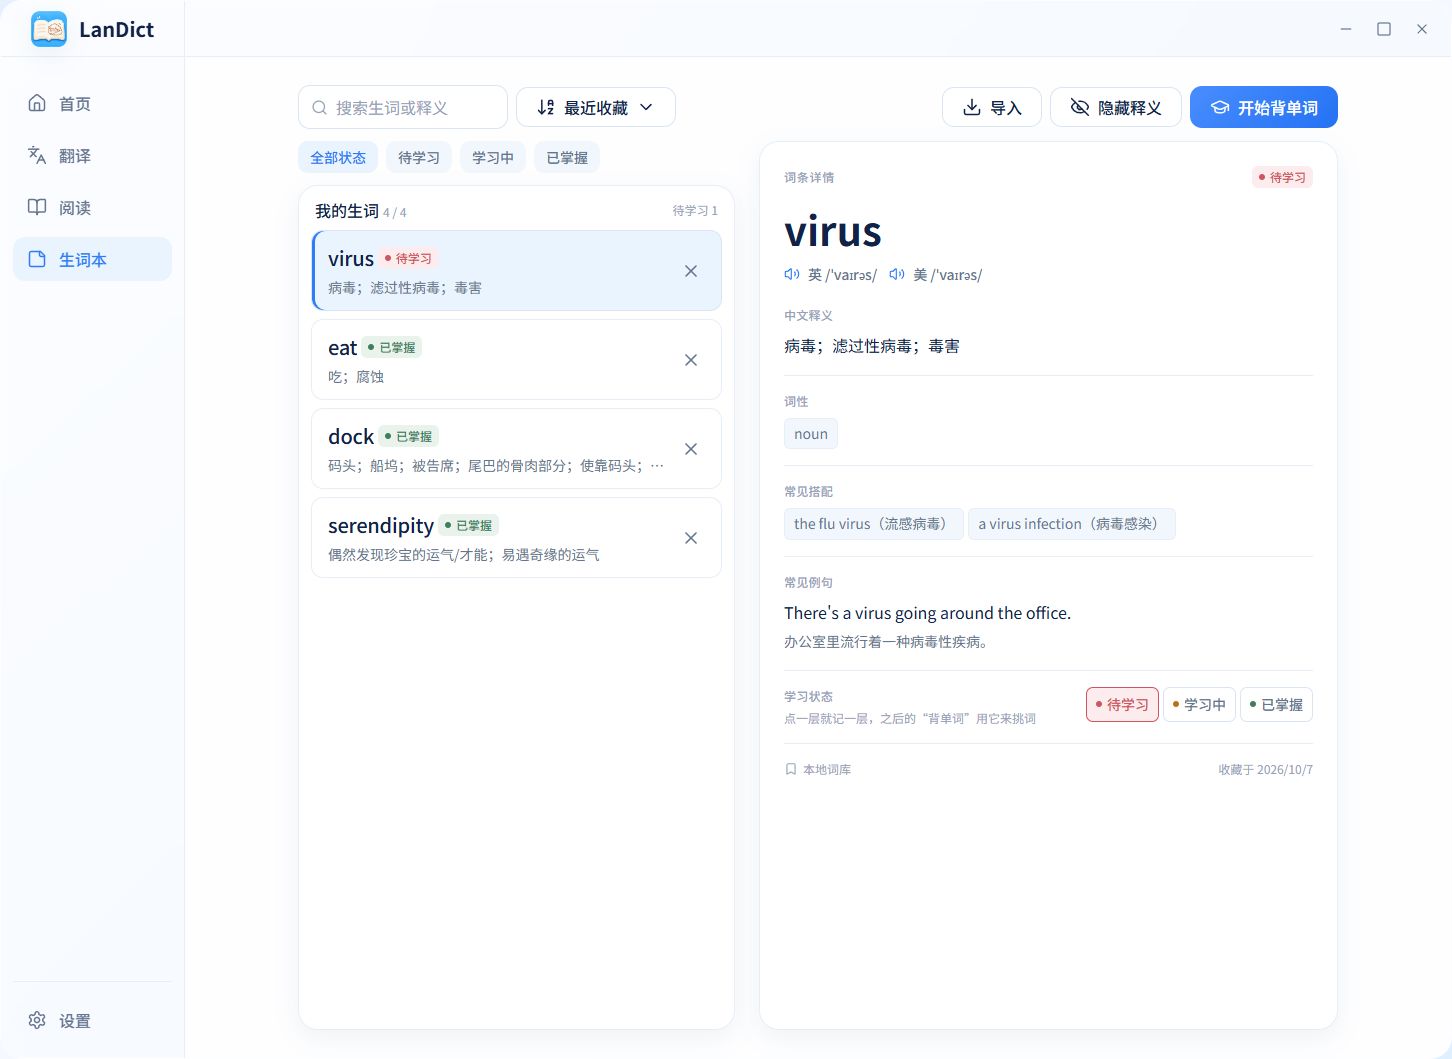 LanDict
首页
翻译
阅读
生词本
设置
搜索生词或释义
最近收藏
导入
隐藏释义
开始背单词
全部状态 待学习 学习中 已掌握
我的生词 4 / 4 待学习 1
virus 待学习
病毒；滤过性病毒；毒害
eat 已掌握
吃；腐蚀
dock 已掌握
码头；船坞；被告席；尾巴的骨肉部分；使靠码头；…
serendipity 已掌握
偶然发现珍宝的运气/才能；易遇奇缘的运气
词条详情 待学习
virus
英 /ˈvaɪrəs/ 美 /ˈvaɪrəs/
中文释义
病毒；滤过性病毒；毒害
词性
noun
常见搭配
the flu virus（流感病毒） a virus infection（病毒感染）
常见例句
There's a virus going around the office.
办公室里流行着一种病毒性疾病。
学习状态
点一层就记一层，之后的“背单词”用它来挑词
待学习 学习中 已掌握
本地词库 收藏于 2026/10/7